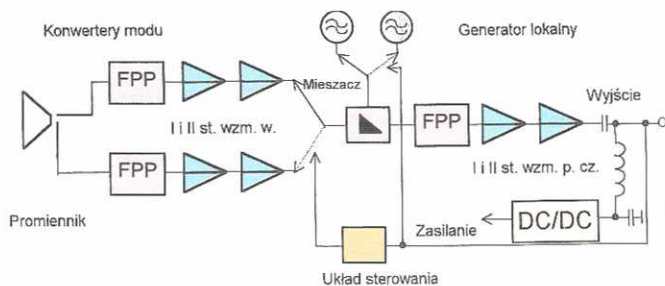 Konwertery modu
Generator lokalny
FPP
Mieszacz
FPP
Wyjście
I i II st. wzm. w.
FPP
I i II st. wzm. p. cz.
Promiennik
Zasilanie
DC/DC
Układ sterowania